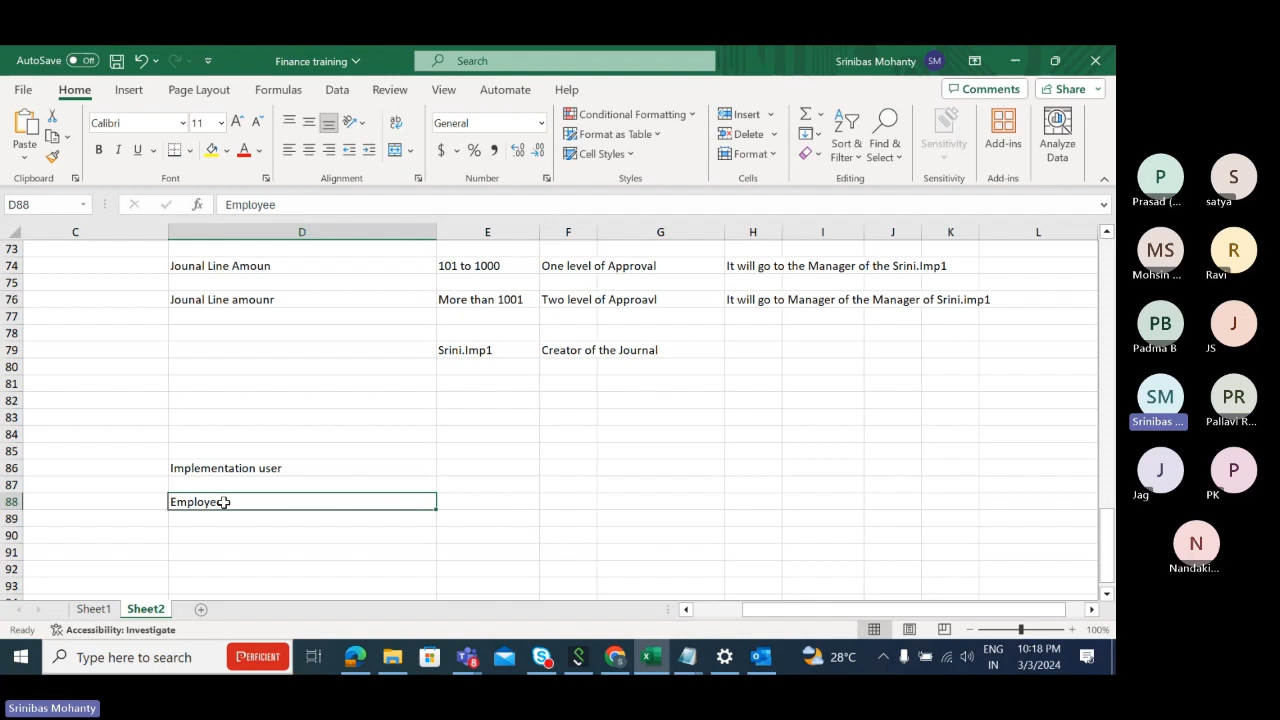 AutoSave Off Finance training Search Srinibas Mohanty SM
File Home Insert Page Layout Formulas Data Review View Automate Help Comments Share
Paste Calibri 11 General Conditional Formatting Insert Sort & Find & Sensitivity Add-ins Analyze
B I U Format as Table Delete Filter Select Data
$ % Cell Styles Format
Clipboard Font Alignment Number Styles Cells Editing Sensitivity Add-ins
D88 fx Employee
C D E F G H I J K L
73
74 Jounal Line Amoun 101 to 1000 One level of Approval It will go to the Manager of the Srini.Imp1
75
76 Jounal Line amounr More than 1001 Two level of Approavl It will go to Manager of the Manager of Srini.imp1
77
78
79 Srini.Imp1 Creator of the Journal
80
81
82
83
84
85
86 Implementation user
87
88 Employe
89
90
91
92
93
Sheet1 Sheet2
Ready Accessibility: Investigate 100%
Type here to search PERFICIENT 8 28°C ENG IN 10:18 PM 3/3/2024
P S
Prasad (... satya
MS R
Mohsin ... Ravi
PB J
Padma B JS
SM PR
Srinibas ... Pallavi R...
J P
Jag PK
N
Nandaki...
Srinibas Mohanty